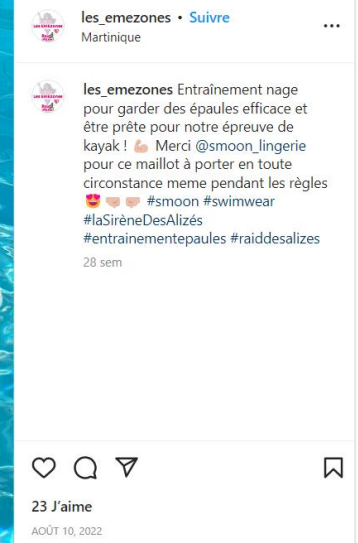 les_emezones • Suivre
Martinique
les_emezones Entraînement nage
pour garder des épaules efficace et
être prête pour notre épreuve de
kayak ! 💪🏼 Merci @smoon_lingerie
pour ce maillot à porter en toute
circonstance meme pendant les règles
😍🤜🏼🤛🏼 #smoon #swimwear
#laSirèneDesAlizés
#entrainementepaules #raiddesalizes
28 sem
23 J’aime
AOÛT 10, 2022